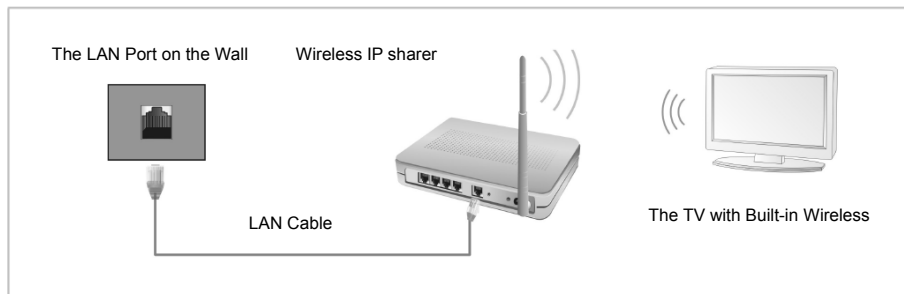 The LAN Port on the Wall
Wireless IP sharer
LAN Cable
The TV with Built-in Wireless